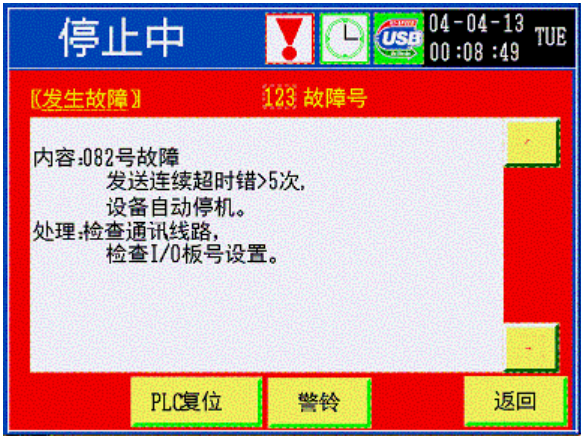 停止中
USB
04-04-13 TUE
00:08:49
〖发生故障〗 123 故障号
内容:082号故障
发送连续超时错>5次,
设备自动停机。
处理:检查通讯线路,
检查I/O板号设置。
PLC复位
警铃
返回